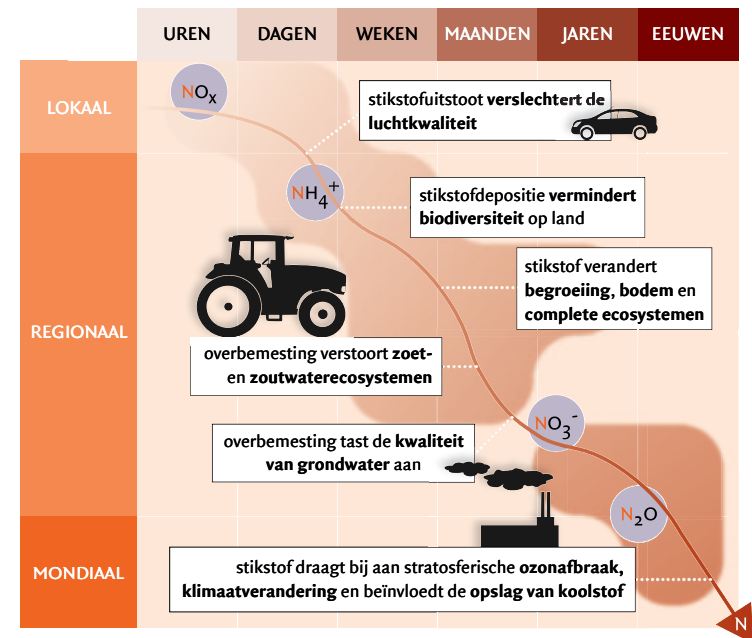 UREN DAGEN WEKEN MAANDEN JAREN EEUWEN
LOKAAL
NOx
stikstofuitstoot verslechtert de
luchtkwaliteit
REGIONAAL
NH4+
stikstofdepositie vermindert
biodiversiteit op land
stikstof verandert
begroeiing, bodem en
complete ecosystemen
overbemesting verstoort zoet-
en zoutwaterecosystemen
NO3-
overbemesting tast de kwaliteit
van grondwater aan
N2O
MONDIAAL
stikstof draagt bij aan stratosferische ozonafbraak,
klimaatverandering en beïnvloedt de opslag van koolstof
N